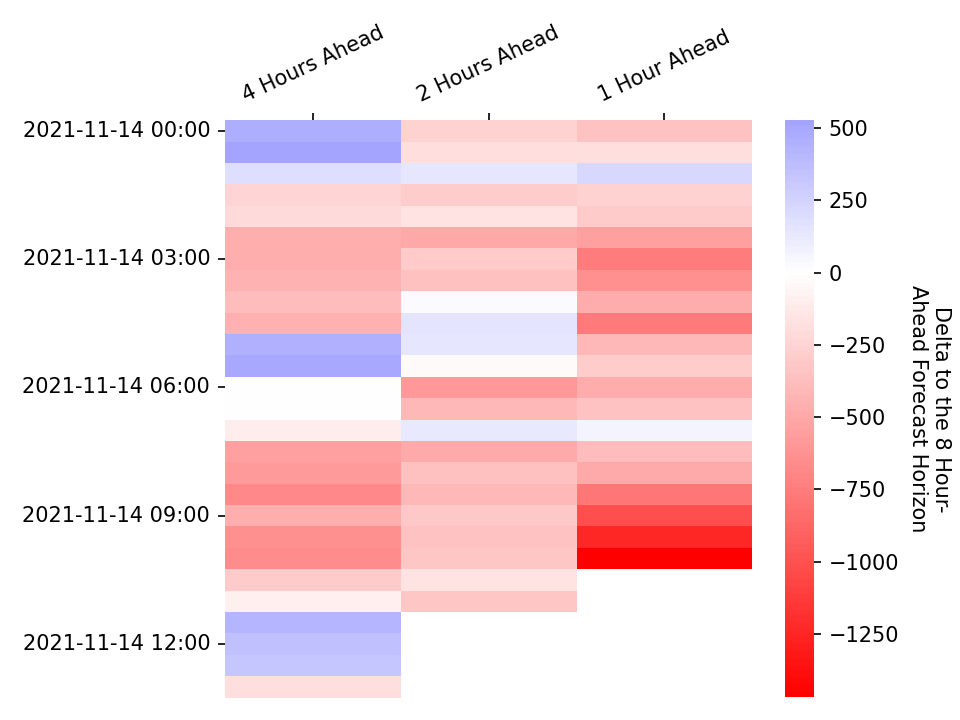 4 Hours Ahead
2 Hours Ahead
1 Hour Ahead
2021-11-14 00:00
2021-11-14 03:00
2021-11-14 06:00
2021-11-14 09:00
2021-11-14 12:00
500
250
0
−250
−500
−750
−1000
−1250
Delta to the 8 Hour-
Ahead Forecast Horizon